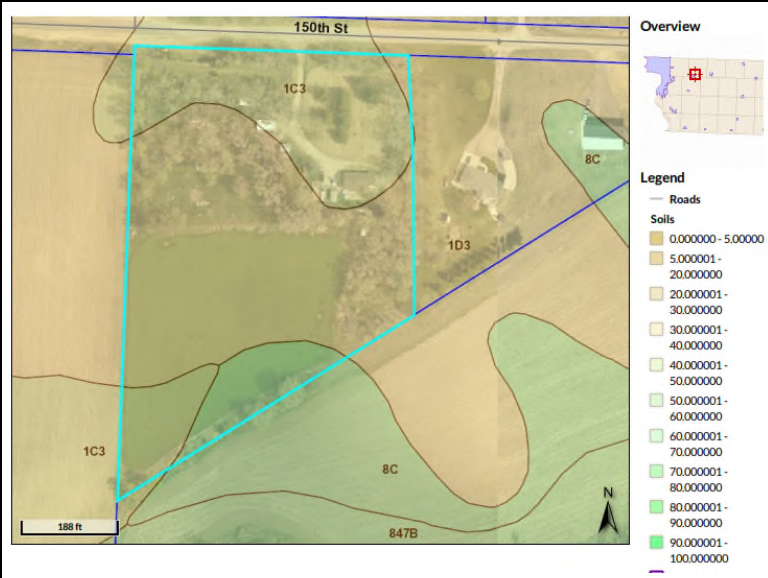 150th St
1C3
8C
1D3
1C3
8C
847B
188 ft
N
Overview
Legend
Roads
Soils
0.000000 - 5.00000
5.000001 -
20.000000
20.000001 -
30.000000
30.000001 -
40.000000
40.000001 -
50.000000
50.000001 -
60.000000
60.000001 -
70.000000
70.000001 -
80.000000
80.000001 -
90.000000
90.000001 -
100.000000